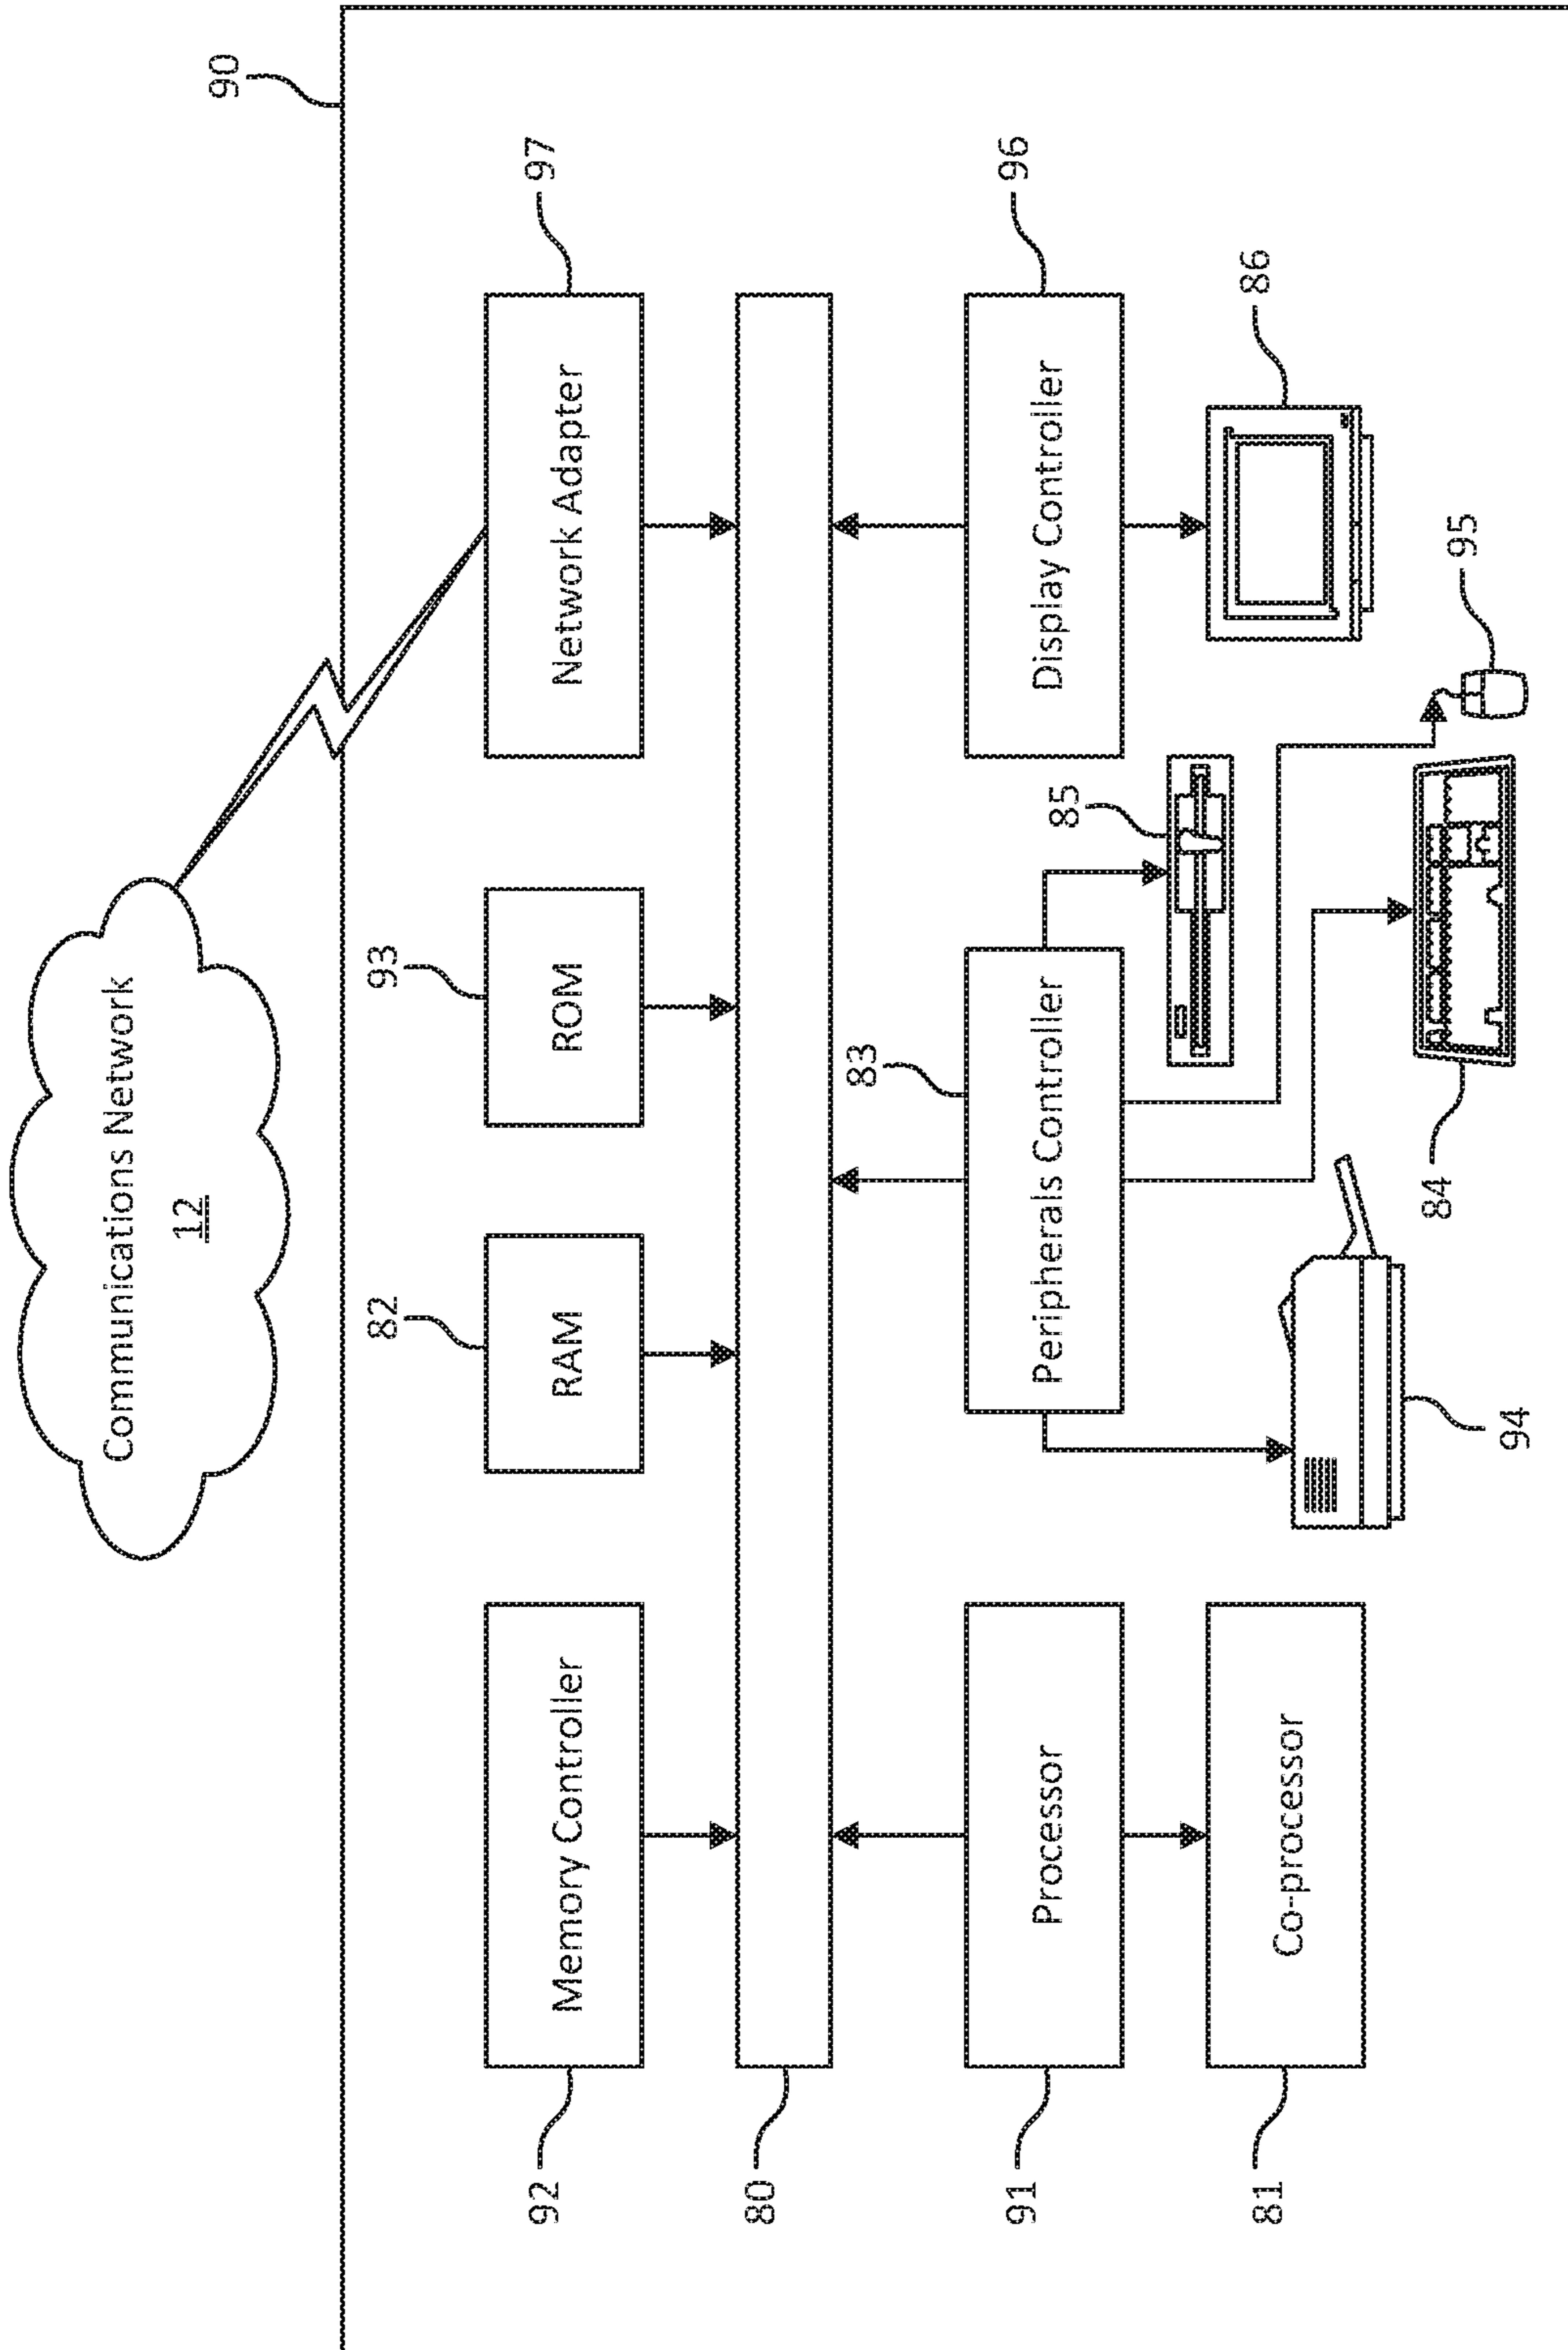 Communications Network
12
90
82
93
97
92
Memory Controller
RAM
ROM
Network Adapter
80
83
96
91
Processor
Peripherals Controller
Display Controller
85
86
81
Co-processor
94
84
95